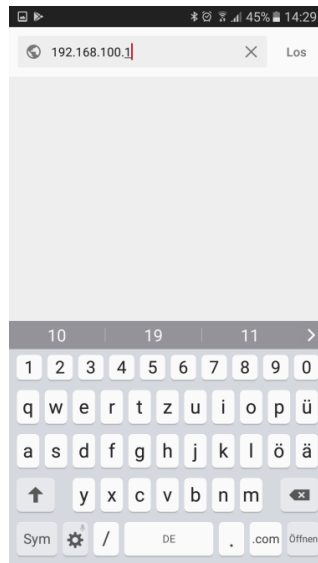 45% 14:29
192.168.100.1 Los
10 19 11
1 2 3 4 5 6 7 8 9 0
q w e r t z u i o p ü
a s d f g h j k l ö ä
y x c v b n m
Sym / DE . .com Öffnen